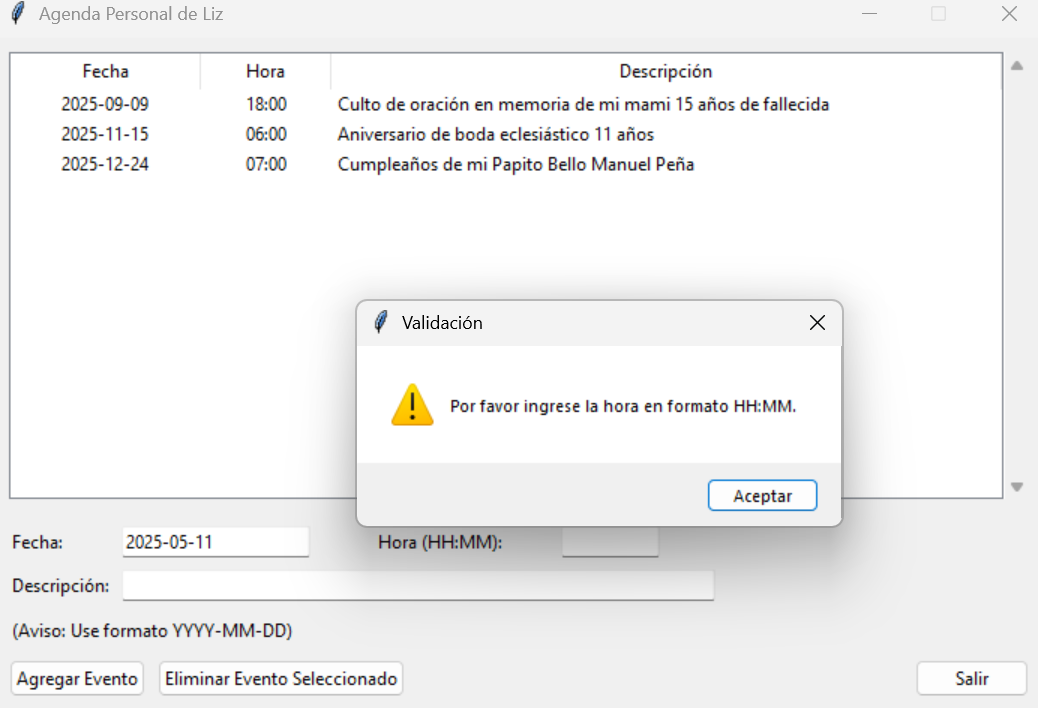 Agenda Personal de Liz
Fecha Hora Descripción
2025-09-09 18:00 Culto de oración en memoria de mi mami 15 años de fallecida
2025-11-15 06:00 Aniversario de boda eclesiástico 11 años
2025-12-24 07:00 Cumpleaños de mi Papito Bello Manuel Peña
Validación
Por favor ingrese la hora en formato HH:MM.
Aceptar
Fecha: 2025-05-11 Hora (HH:MM):
Descripción:
(Aviso: Use formato YYYY-MM-DD)
Agregar Evento Eliminar Evento Seleccionado Salir